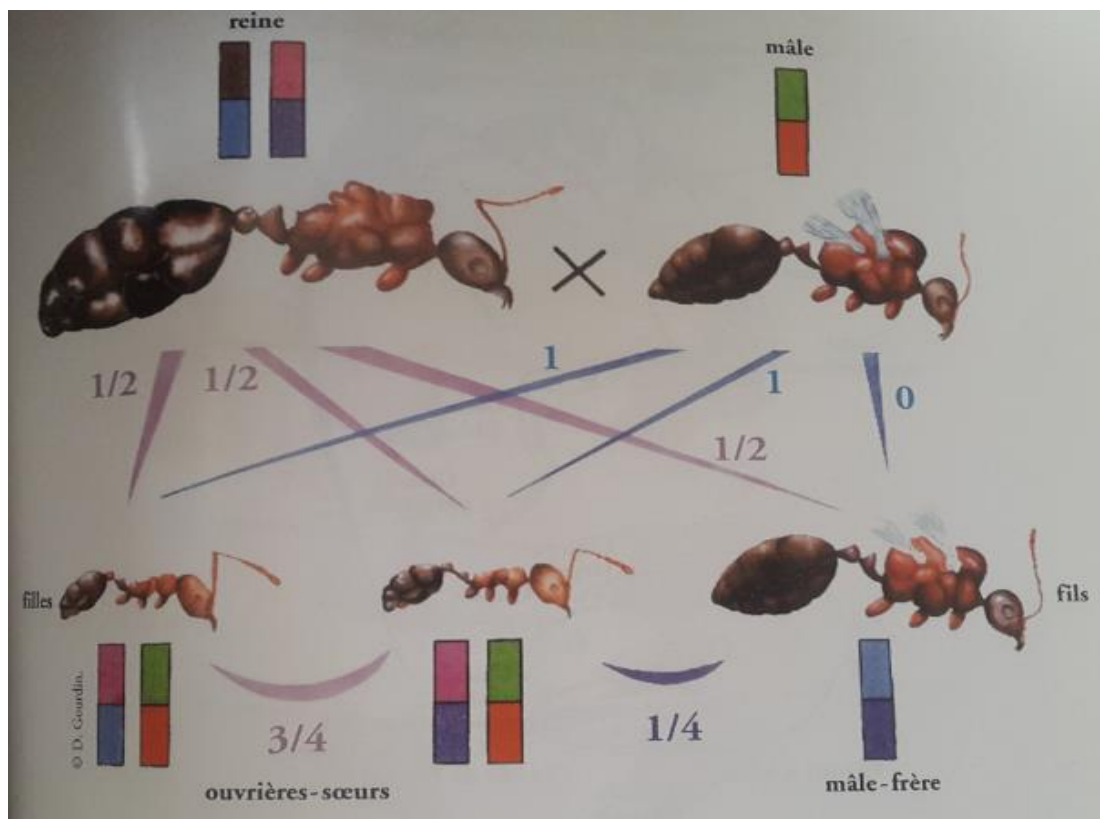 reine
mâle
1/2
1/2
1
1
0
1/2
filles
fils
3/4
1/4
© D. Gourdin.
ouvrières-sœurs
mâle-frère